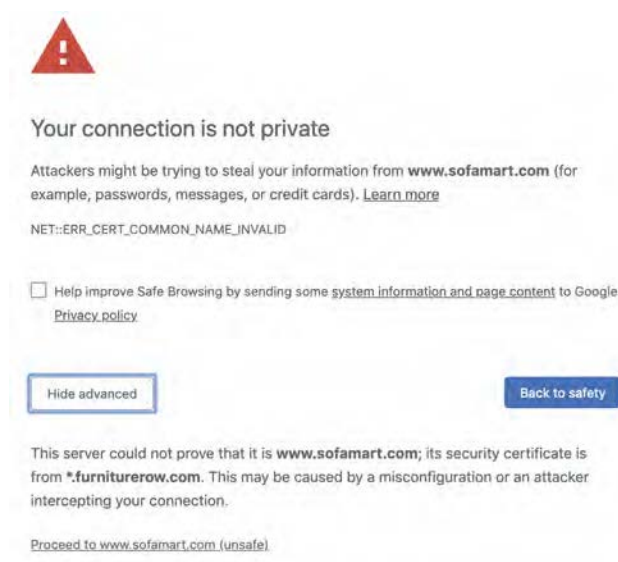 Your connection is not private
Attackers might be trying to steal your information from www.sofamart.com (for
example, passwords, messages, or credit cards). Learn more
NET::ERR_CERT_COMMON_NAME_INVALID
Help improve Safe Browsing by sending some system information and page content to Google
Privacy policy
Hide advanced
Back to safety
This server could not prove that it is www.sofamart.com; its security certificate is
from *.furniturerow.com. This may be caused by a misconfiguration or an attacker
intercepting your connection.
Proceed to www.sofamart.com (unsafe)